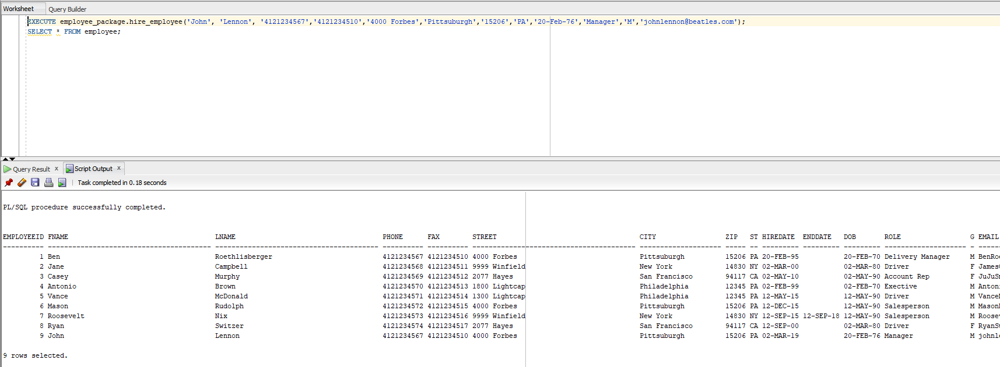 Worksheet Query Builder
EXECUTE employee_package.hire_employee('John', 'Lennon', '4121234567','4121234510','4000 Forbes','Pittsuburgh','15206','PA','20-Feb-76','Manager','M','johnlennon@beatles.com');
SELECT * FROM employee;
Query Result x Script Output x
Task completed in 0.18 seconds
PL/SQL procedure successfully completed.
EMPLOYEEID FNAME LNAME PHONE FAX STREET CITY ZIP ST HIREDATE ENDDATE DOB ROLE G EMAIL
1 Ben Roethlisberger 4121234567 4121234510 4000 Forbes Pittsuburgh 15206 PA 20-FEB-95 20-FEB-70 Delivery Manager M BenRo
2 Jane Campbell 4121234568 4121234511 9999 Winfield New York 14830 NY 02-MAR-00 02-MAR-80 Driver F James
3 Casey Murphy 4121234569 4121234512 2077 Hayes San Francisco 94117 CA 02-MAY-10 02-MAY-90 Account Rep F JuJuS
4 Antonio Brown 4121234570 4121234513 1800 Lightcap Philadelphia 12345 PA 02-FEB-99 02-FEB-70 Exective M Anton
5 Vance McDonald 4121234571 4121234514 1300 Lightcap Philadelphia 12345 PA 12-MAY-15 12-MAY-90 Driver M Vance
6 Mason Rudolph 4121234572 4121234515 4000 Forbes Pittsuburgh 15206 PA 12-DEC-15 12-MAY-90 Salesperson M Mason
7 Roosevelt Nix 4121234573 4121234516 9999 Winfield New York 14830 NY 12-SEP-15 12-SEP-18 12-MAY-90 Salesperson M Roose
8 Ryan Switzer 4121234574 4121234517 2077 Hayes San Francisco 94117 CA 12-SEP-00 02-MAR-80 Driver F RyanS
9 John Lennon 4121234567 4121234510 4000 Forbes Pittsuburgh 15206 PA 02-MAR-19 20-FEB-76 Manager M johnl
9 rows selected.